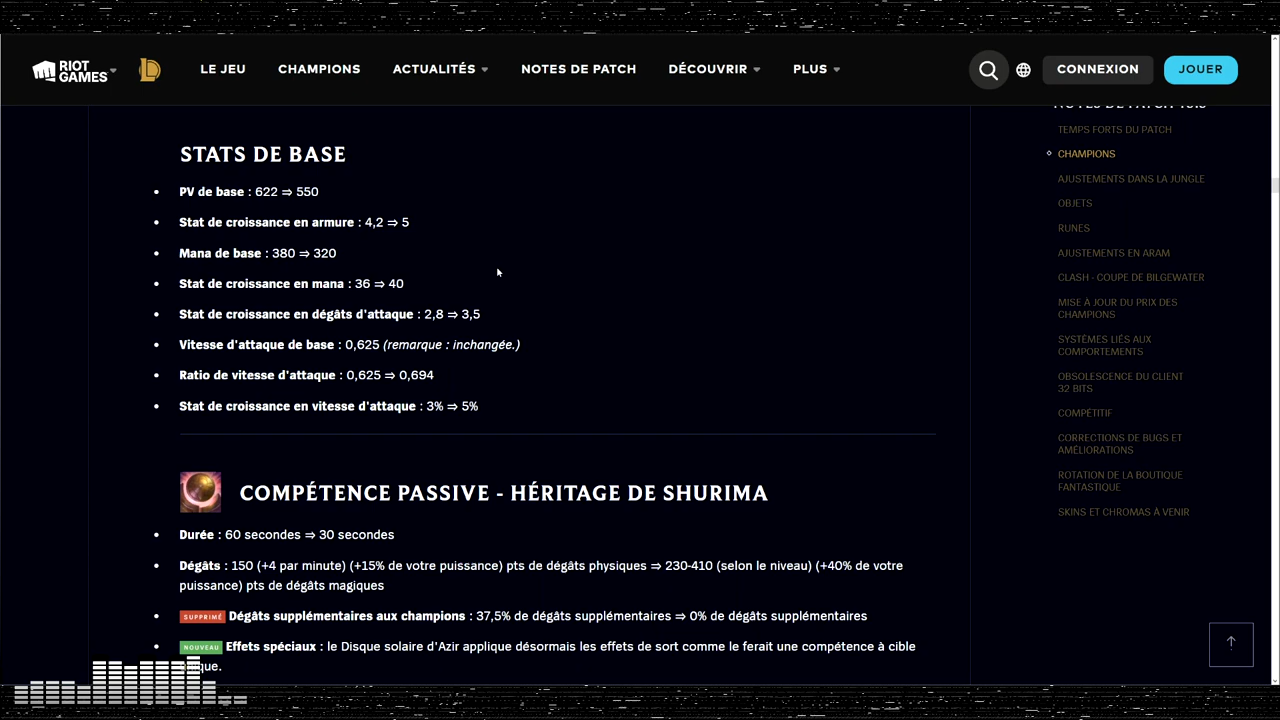 RIOT GAMES
LE JEU
CHAMPIONS
ACTUALITÉS
NOTES DE PATCH
DÉCOUVRIR
PLUS
CONNEXION
JOUER
STATS DE BASE
• PV de base : 622 ⇒ 550
• Stat de croissance en armure : 4,2 ⇒ 5
• Mana de base : 380 ⇒ 320
• Stat de croissance en mana : 36 ⇒ 40
• Stat de croissance en dégâts d'attaque : 2,8 ⇒ 3,5
• Vitesse d'attaque de base : 0,625 (remarque : inchangée.)
• Ratio de vitesse d'attaque : 0,625 ⇒ 0,694
• Stat de croissance en vitesse d'attaque : 3% ⇒ 5%
COMPÉTENCE PASSIVE - HÉRITAGE DE SHURIMA
• Durée : 60 secondes ⇒ 30 secondes
• Dégâts : 150 (+4 par minute) (+15% de votre puissance) pts de dégâts physiques ⇒ 230-410 (selon le niveau) (+40% de votre
puissance) pts de dégâts magiques
• SUPPRIMÉ Dégâts supplémentaires aux champions : 37,5% de dégâts supplémentaires ⇒ 0% de dégâts supplémentaires
• NOUVEAU Effets spéciaux : le Disque solaire d'Azir applique désormais les effets de sort comme le ferait une compétence à cible
TEMPS FORTS DU PATCH
CHAMPIONS
AJUSTEMENTS DANS LA JUNGLE
OBJETS
RUNES
AJUSTEMENTS EN ARAM
CLASH - COUPE DE BILGEWATER
MISE À JOUR DU PRIX DES
CHAMPIONS
SYSTÈMES LIÉS AUX
COMPORTEMENTS
OBSOLESCENCE DU CLIENT
32 BITS
COMPÉTITIF
CORRECTIONS DE BUGS ET
AMÉLIORATIONS
ROTATION DE LA BOUTIQUE
FANTASTIQUE
SKINS ET CHROMAS À VENIR